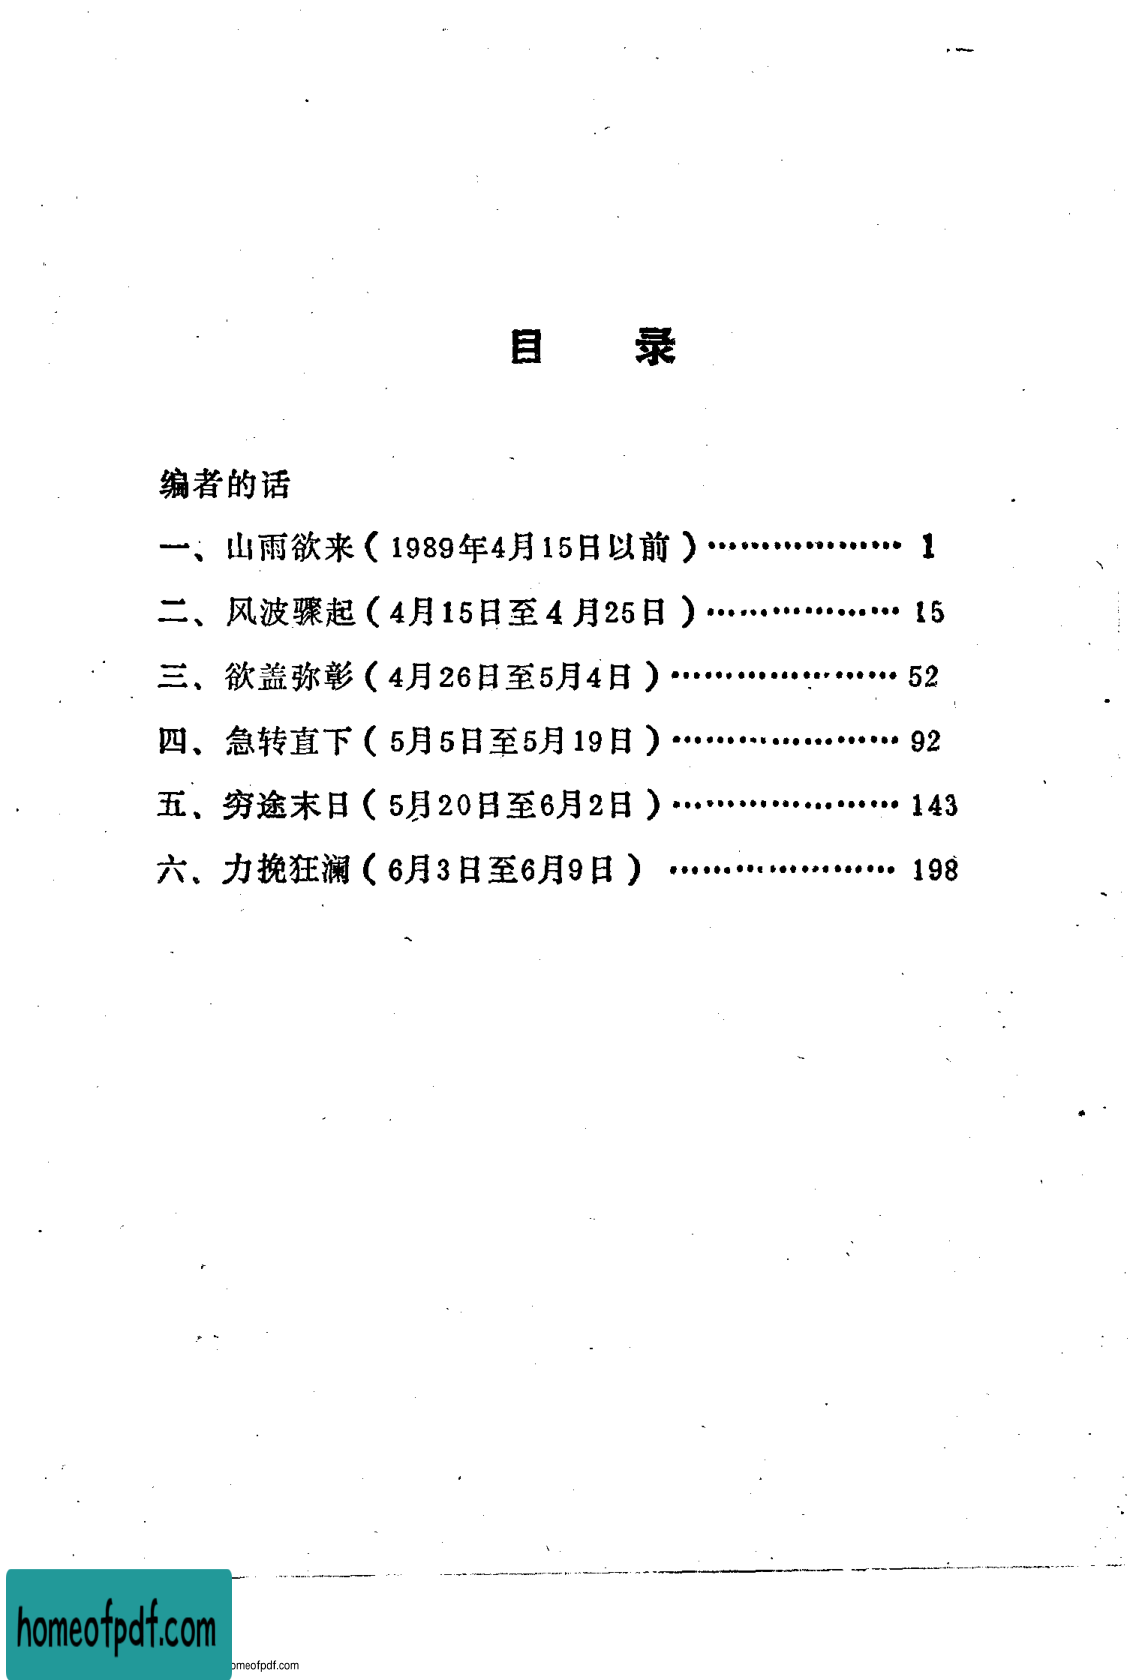 目 录
编者的话
一、山雨欲来(1989年4月15日以前)⋯⋯⋯⋯⋯⋯ 1
二、风波骤起(4月15日至4月25日)⋯⋯⋯⋯⋯⋯ 15
三、欲盖弥彰(4月26日至5月4日)⋯⋯⋯⋯⋯⋯⋯ 52
四、急转直下(5月5日至5月19日)⋯⋯⋯⋯⋯⋯⋯ 92
五、穷途末日(5月20日至6月2日)⋯⋯⋯⋯⋯⋯⋯ 143
六、力挽狂澜(6月3日至6月9日) ⋯⋯⋯⋯⋯⋯⋯ 198
homeofpdf.com
omeofpdf.com